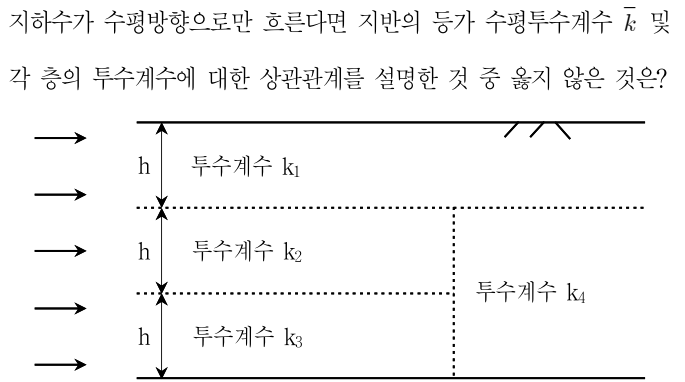 지하수가 수평방향으로만 흐른다면 지반의 등가 수평투수계수 k̅ 및
각 층의 투수계수에 대한 상관관계를 설명한 것 중 옳지 않은 것은?
h 투수계수 k₁
h 투수계수 k₂
투수계수 k₄
h 투수계수 k₃